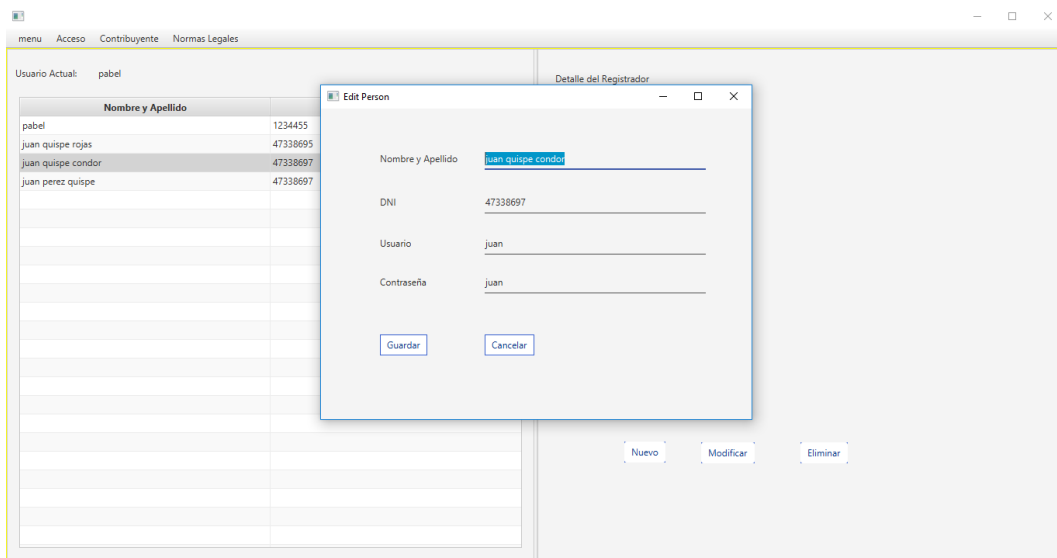 menu Acceso Contribuyente Normas Legales
Usuario Actual: pabel
Detalle del Registrador
Nombre y Apellido
pabel 1234455
juan quispe rojas 47338695
juan quispe condor 47338697
juan perez quispe 47338697
Edit Person
Nombre y Apellido juan quispe condor
DNI 47338697
Usuario juan
Contraseña juan
Guardar Cancelar
Nuevo Modificar Eliminar